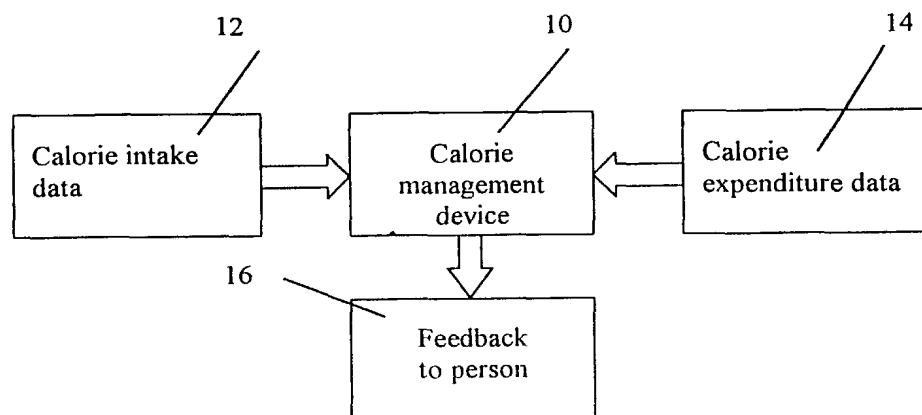 12
10
14
Calorie intake
data
Calorie
management
device
Calorie
expenditure data
16
Feedback
to person